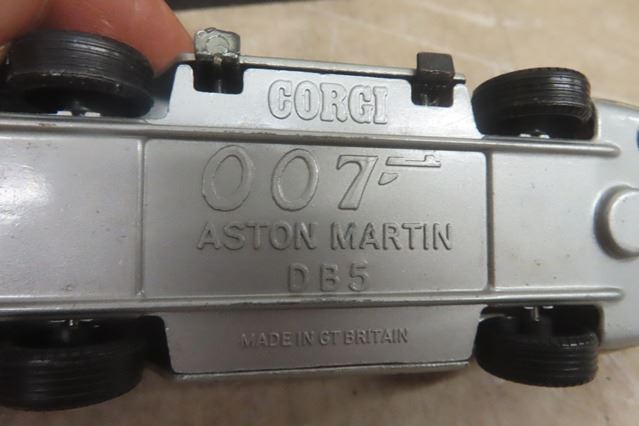 CORGI
007
ASTON MARTIN
DB5
MADE IN GT BRITAIN